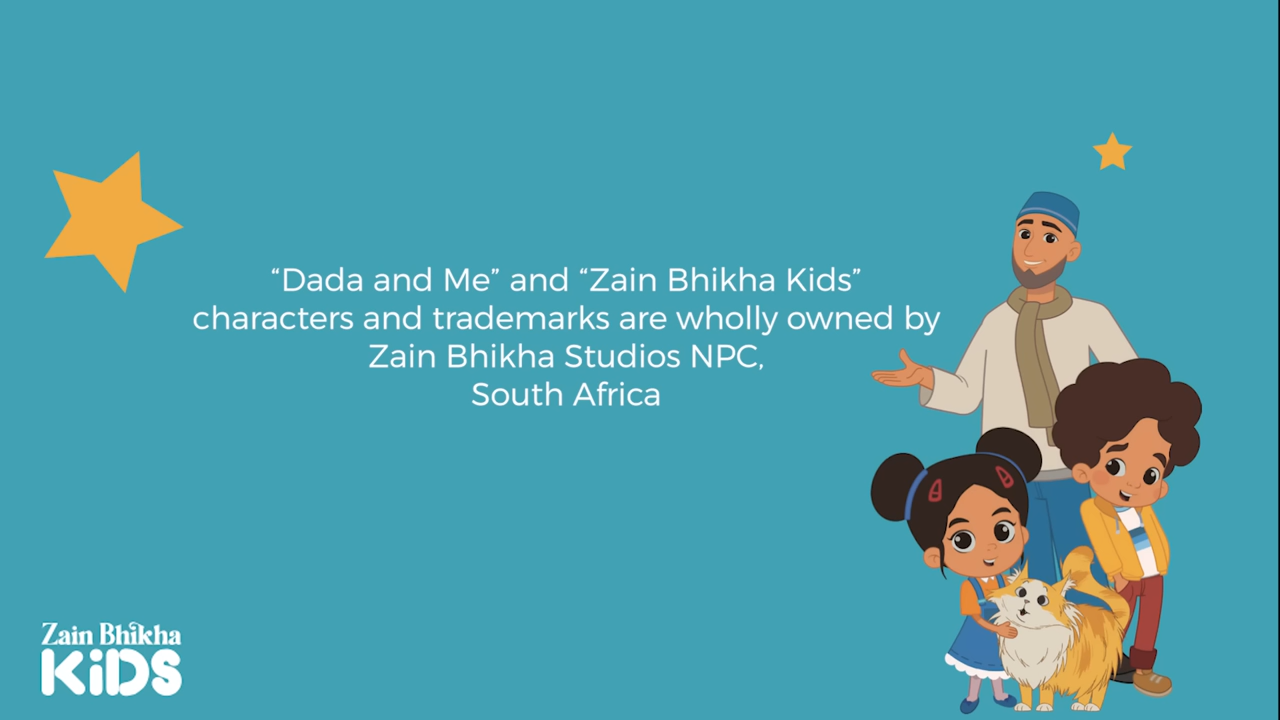 “Dada and Me” and “Zain Bhikha Kids”
characters and trademarks are wholly owned by
Zain Bhikha Studios NPC,
South Africa
Zain Bhikha
KiDS